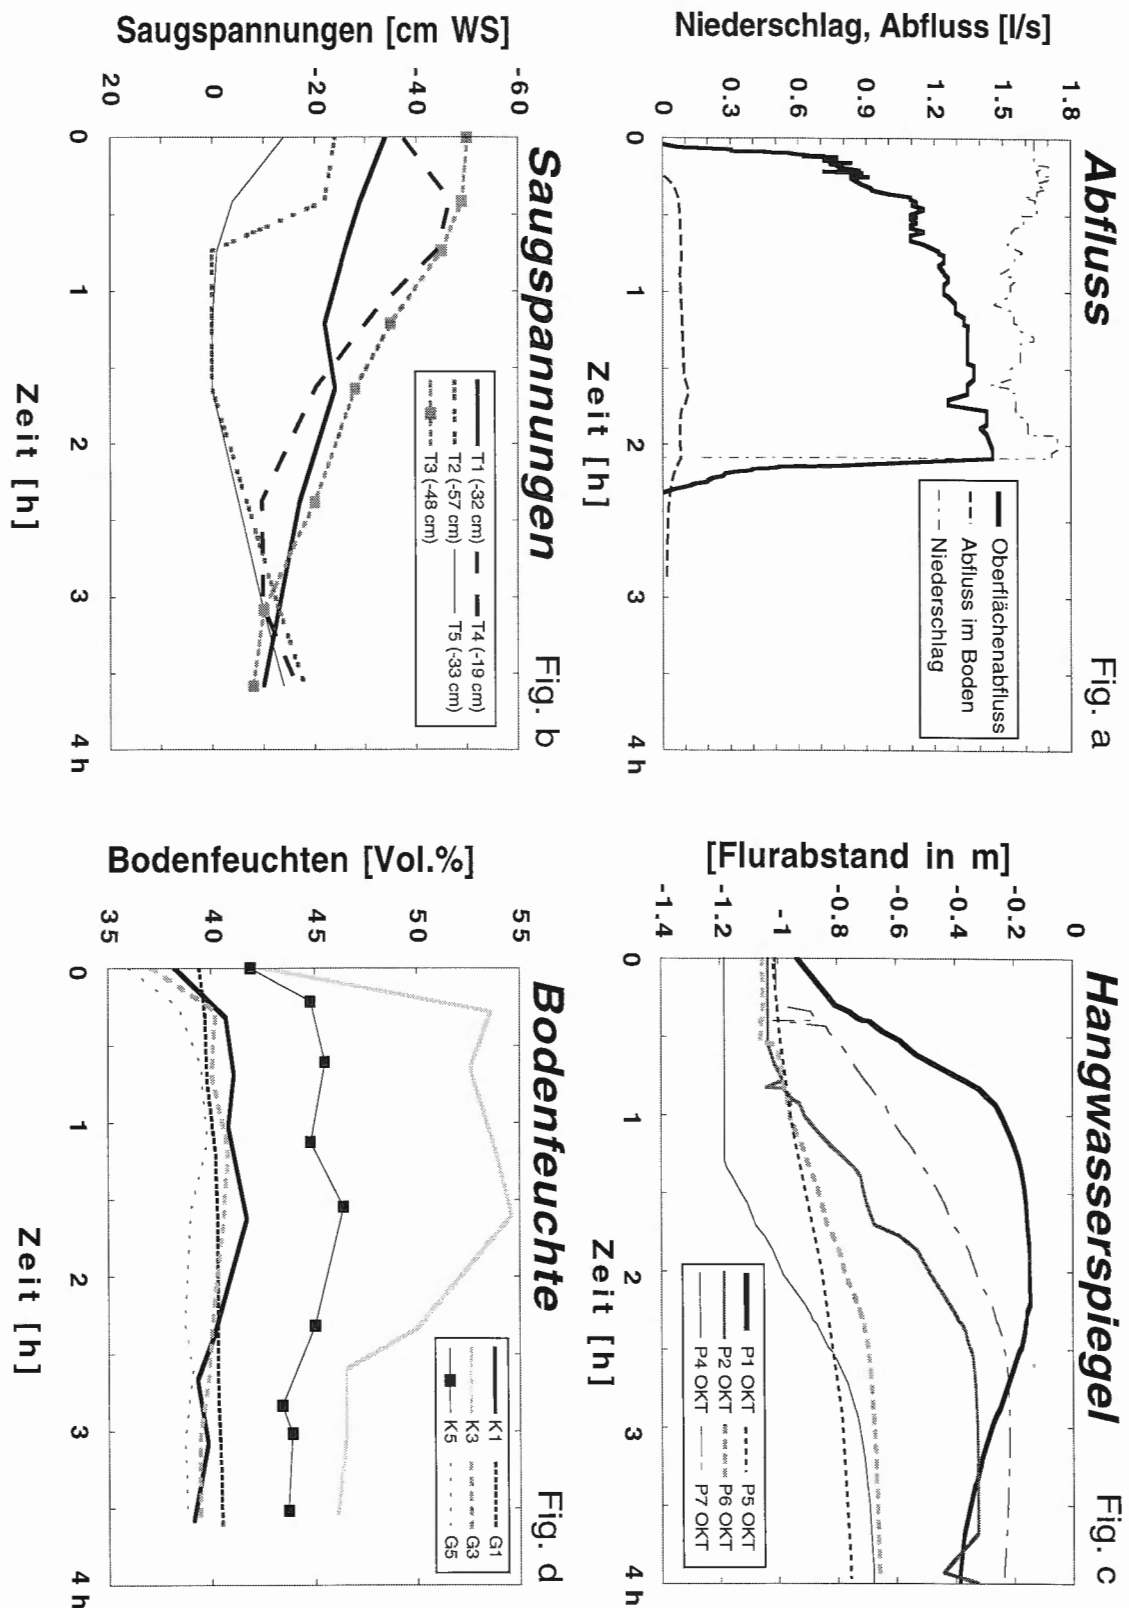 Abfluss
Fig. a
Niederschlag, Abfluss [l/s]
1.8
1.5
1.2
0.9
0.6
0.3
0
0
1
2
3
4 h
Zeit [h]
Oberflächenabfluss
Abfluss im Boden
Niederschlag
Hangwasserspiegel
Fig. c
[Flurabstand in m]
0
-0.2
-0.4
-0.6
-0.8
-1
-1.2
-1.4
0
1
2
3
4 h
Zeit [h]
P1 OKT
P2 OKT
P4 OKT
P5 OKT
P6 OKT
P7 OKT
Saugspannungen
Fig. b
Saugspannungen [cm WS]
-60
-40
-20
0
20
0
1
2
3
4 h
Zeit [h]
T1 (-32 cm)
T2 (-57 cm)
T3 (-48 cm)
T4 (-19 cm)
T5 (-33 cm)
Bodenfeuchte
Fig. d
Bodenfeuchten [Vol.%]
55
50
45
40
35
0
1
2
3
4 h
Zeit [h]
K1
K3
K5
G1
G3
G5